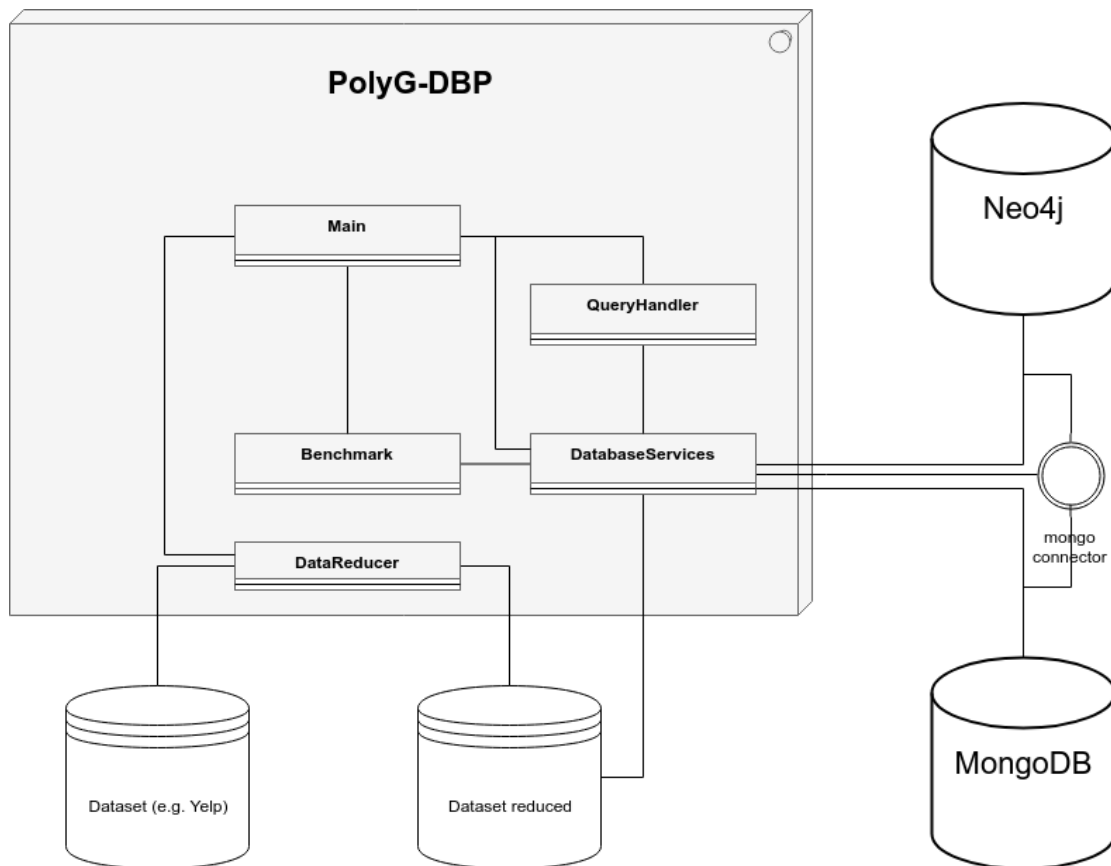 PolyG-DBP
Neo4j
Main
QueryHandler
Benchmark
DatabaseServices
mongo
connector
DataReducer
MongoDB
Dataset (e.g. Yelp)
Dataset reduced